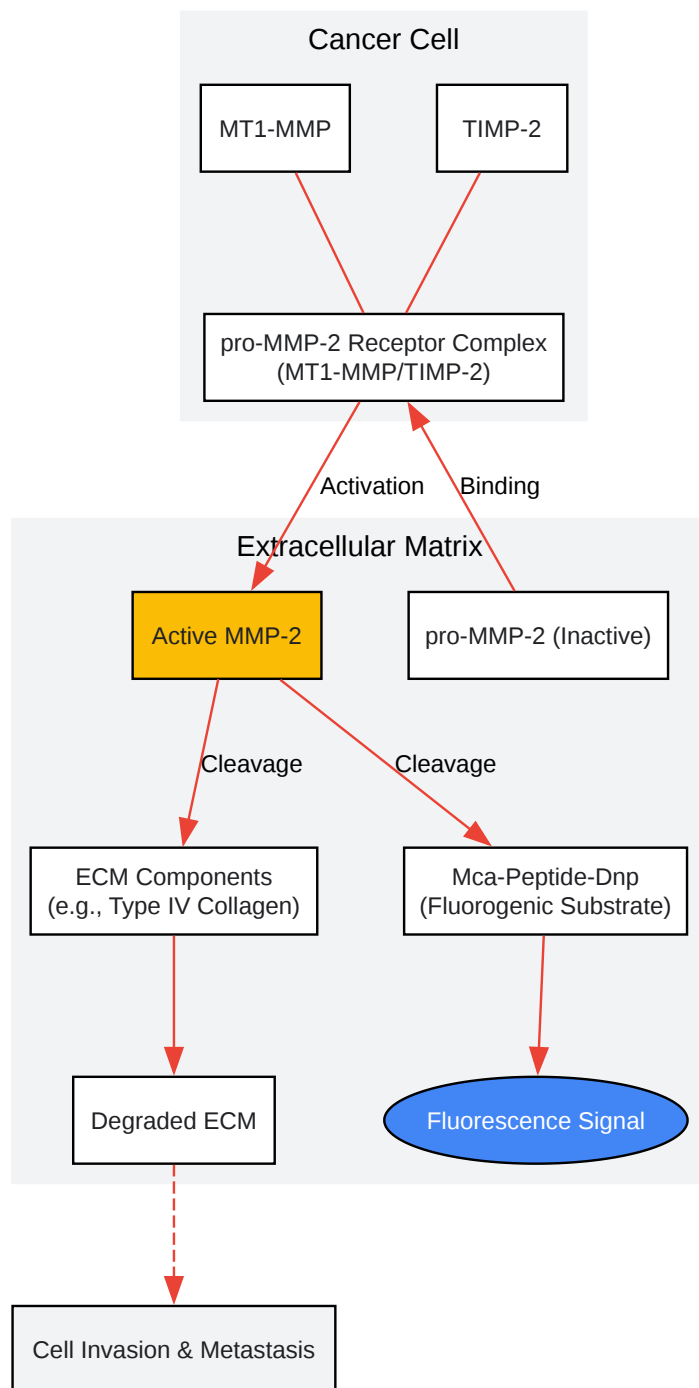 Cancer Cell
MT1-MMP
TIMP-2
pro-MMP-2 Receptor Complex
(MT1-MMP/TIMP-2)
Activation
Binding
Extracellular Matrix
Active MMP-2
pro-MMP-2 (Inactive)
Cleavage
Cleavage
ECM Components
(e.g., Type IV Collagen)
Mca-Peptide-Dnp
(Fluorogenic Substrate)
Degraded ECM
Fluorescence Signal
Cell Invasion & Metastasis